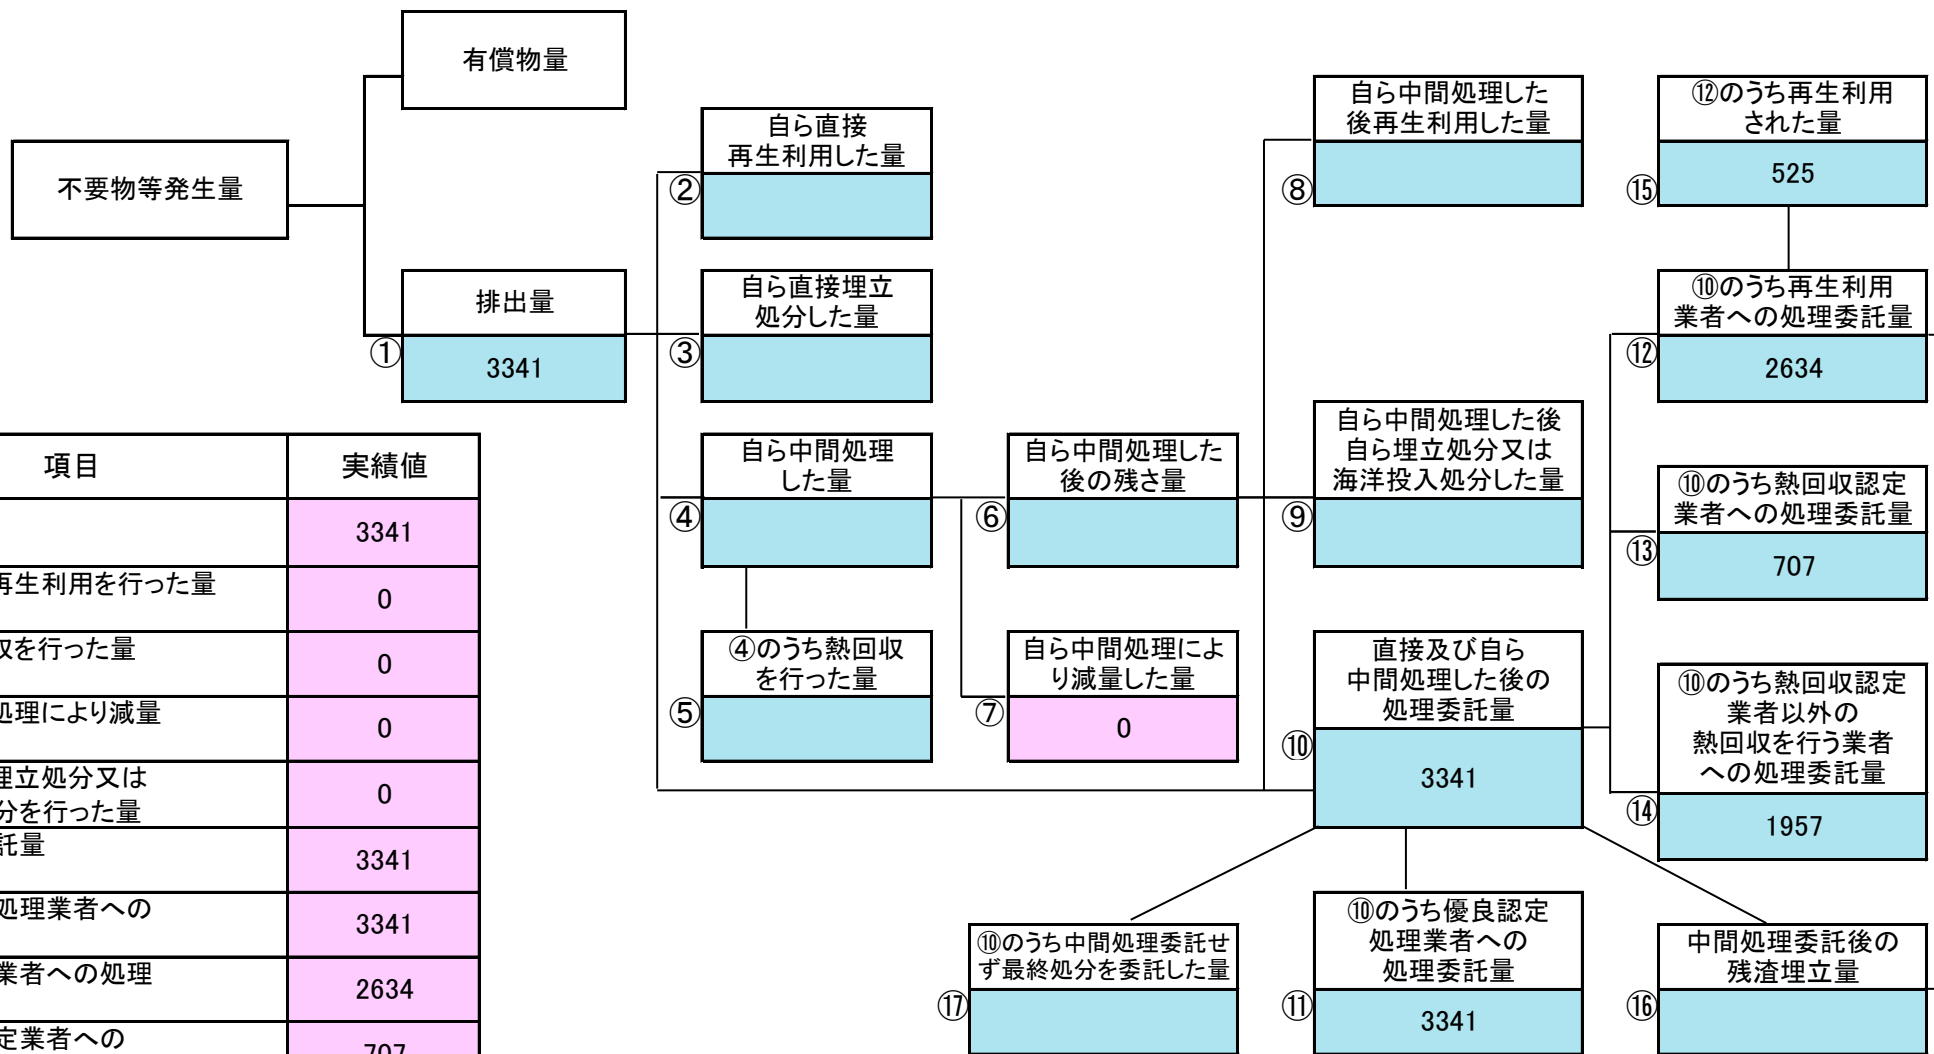 有償物量
不要物等発生量
排出量
①
3341
自ら直接
再生利用した量
②
自ら直接埋立
処分した量
③
自ら中間処理
した量
④
④のうち熱回収
を行った量
⑤
自ら中間処理した
後の残さ量
⑥
自ら中間処理によ
り減量した量
⑦
0
自ら中間処理した
後再生利用した量
⑧
自ら中間処理した後
自ら埋立処分又は
海洋投入処分した量
⑨
直接及び自ら
中間処理した後の
処理委託量
⑩
3341
⑫のうち再生利用
された量
⑮
525
⑩のうち再生利用
業者への処理委託量
⑫
2634
⑩のうち熱回収認定
業者への処理委託量
⑬
707
⑩のうち熱回収認定
業者以外の
熱回収を行う業者
への処理委託量
⑭
1957
⑩のうち中間処理委託せ
ず最終処分を委託した量
⑰
⑩のうち優良認定
処理業者への
処理委託量
⑪
3341
中間処理委託後の
残渣埋立量
⑯
項目
実績値
3341
再生利用を行った量
0
収を行った量
0
処理により減量
0
埋立処分又は
分を行った量
0
託量
3341
処理業者への
3341
業者への処理
2634
定業者への
707